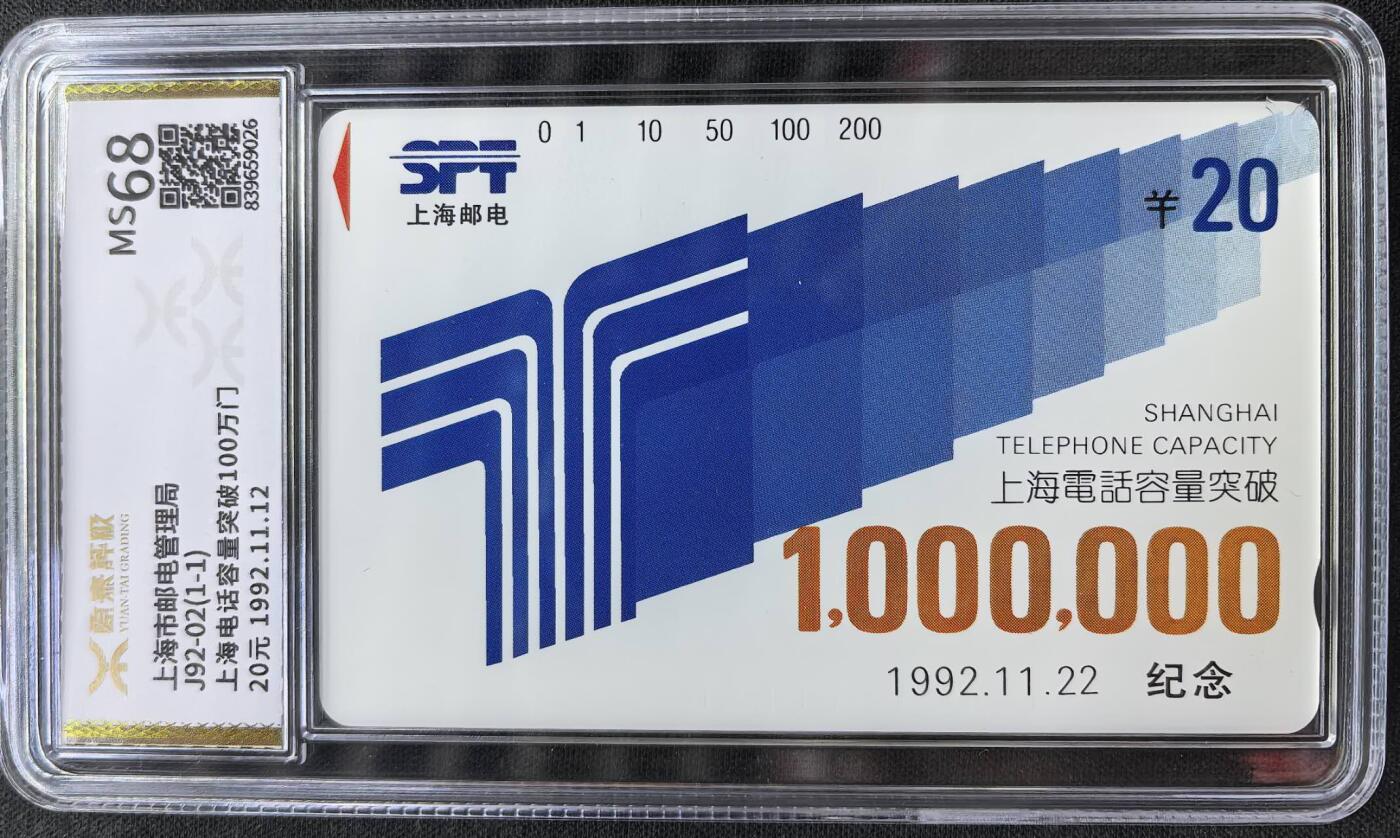 MS68
839659026
源泰評級
YUAN-TAI GRADING
上海市邮电管理局
J92-02(1-1)
上海电话容量突破100万门
20元 1992.11.12
SPT
上海邮电
0 1 10 50 100 200
¥20
SHANGHAI
TELEPHONE CAPACITY
上海電話容量突破
1,000,000
1992.11.22 纪念